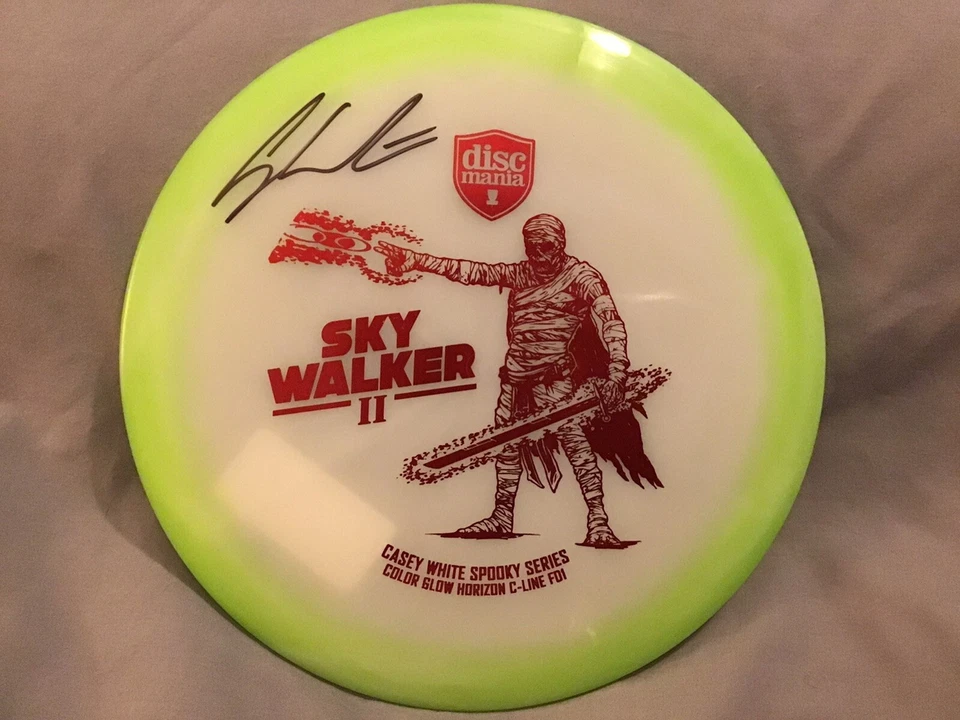 disc
mania
SKY
WALKER
II
CASEY WHITE SPOOKY SERIES
COLOR GLOW HORIZON C-LINE FD1